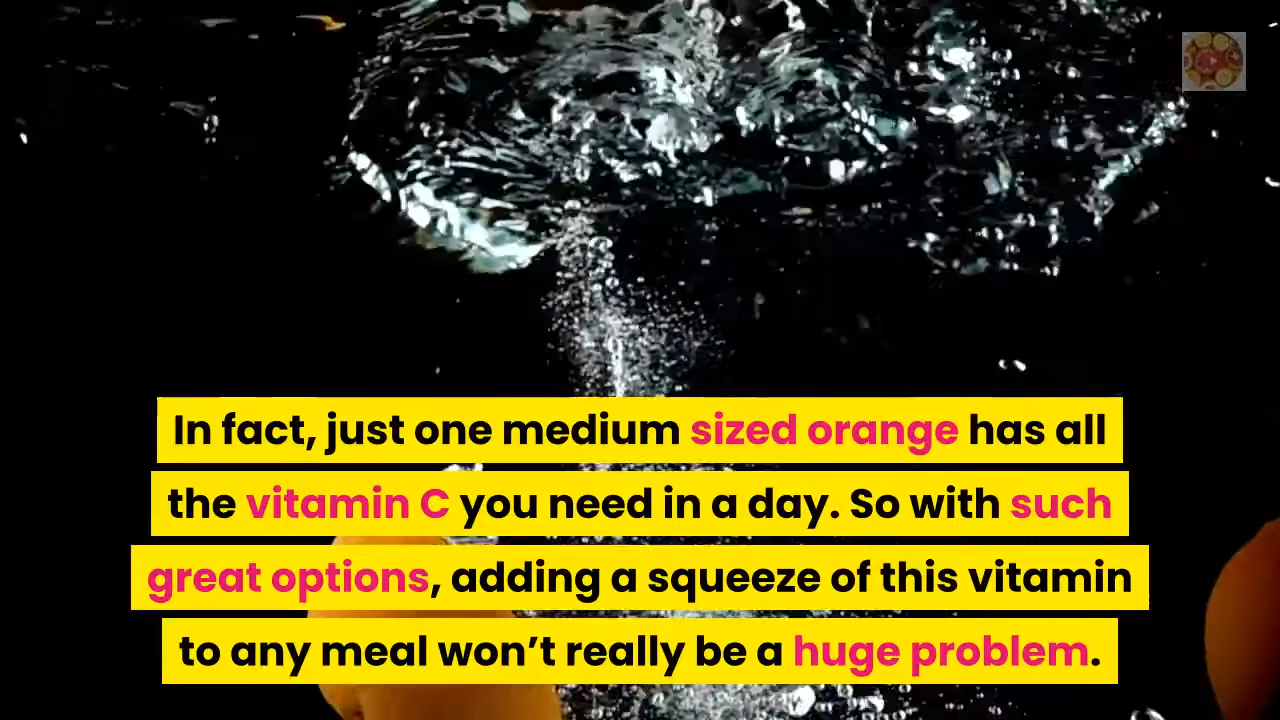 In fact, just one medium sized orange has all
the vitamin C you need in a day. So with such
great options, adding a squeeze of this vitamin
to any meal won’t really be a huge problem.